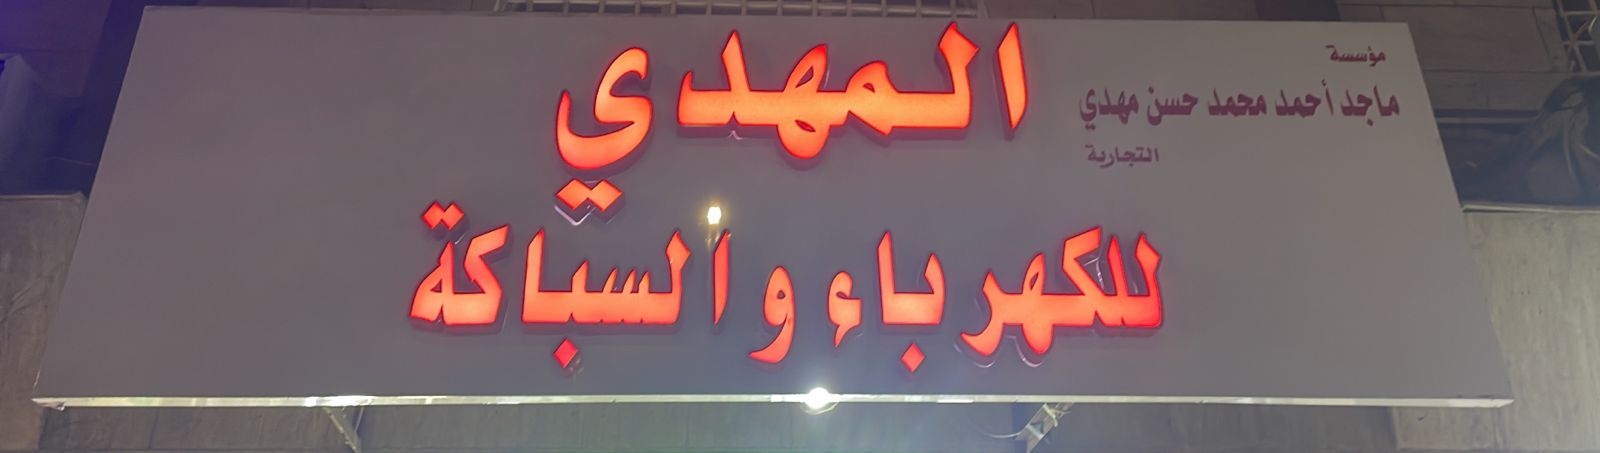 مؤسسة
ماجد أحمد محمد حسن مهدي
التجارية
المهدي
للكهرباء والسباكة